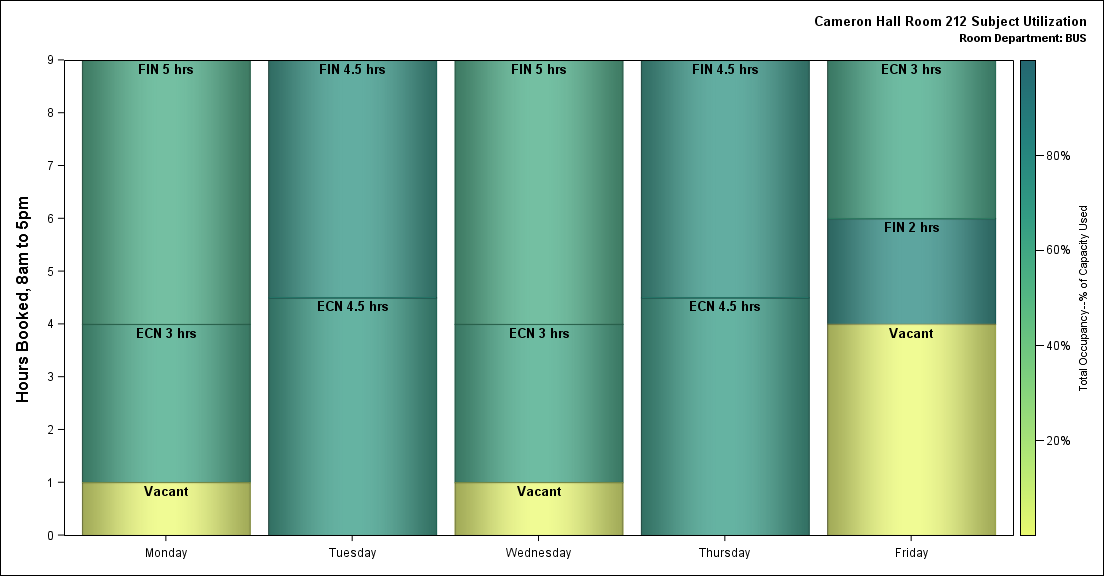 Cameron Hall Room 212 Subject Utilization
Room Department: BUS
Hours Booked, 8am to 5pm
9
8
7
6
5
4
3
2
1
0
FIN 5 hrs
ECN 3 hrs
Vacant
FIN 4.5 hrs
ECN 4.5 hrs
FIN 5 hrs
ECN 3 hrs
Vacant
FIN 4.5 hrs
ECN 4.5 hrs
ECN 3 hrs
FIN 2 hrs
Vacant
Monday
Tuesday
Wednesday
Thursday
Friday
80%
60%
40%
20%
Total Occupancy--% of Capacity Used